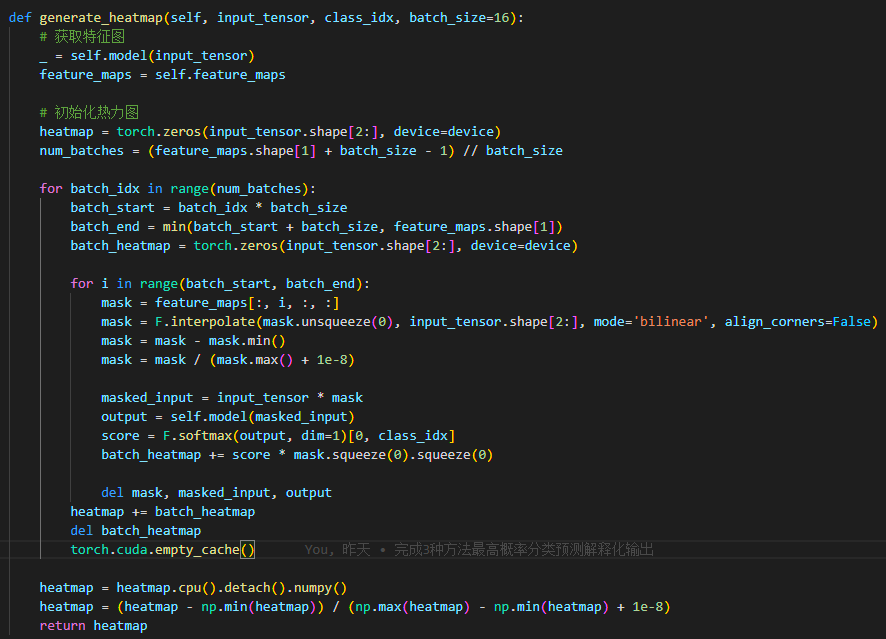 def generate_heatmap(self, input_tensor, class_idx, batch_size=16):
    # 获取特征图
    _ = self.model(input_tensor)
    feature_maps = self.feature_maps

    # 初始化热力图
    heatmap = torch.zeros(input_tensor.shape[2:], device=device)
    num_batches = (feature_maps.shape[1] + batch_size - 1) // batch_size

    for batch_idx in range(num_batches):
        batch_start = batch_idx * batch_size
        batch_end = min(batch_start + batch_size, feature_maps.shape[1])
        batch_heatmap = torch.zeros(input_tensor.shape[2:], device=device)

        for i in range(batch_start, batch_end):
            mask = feature_maps[:, i, :, :]
            mask = F.interpolate(mask.unsqueeze(0), input_tensor.shape[2:], mode='bilinear', align_corners=False)
            mask = mask - mask.min()
            mask = mask / (mask.max() + 1e-8)

            masked_input = input_tensor * mask
            output = self.model(masked_input)
            score = F.softmax(output, dim=1)[0, class_idx]
            batch_heatmap += score * mask.squeeze(0).squeeze(0)

            del mask, masked_input, output
        heatmap += batch_heatmap
        del batch_heatmap
        torch.cuda.empty_cache()    You, 昨天 • 完成3种方法最高概率分类预测解释化输出

    heatmap = heatmap.cpu().detach().numpy()
    heatmap = (heatmap - np.min(heatmap)) / (np.max(heatmap) - np.min(heatmap) + 1e-8)
    return heatmap